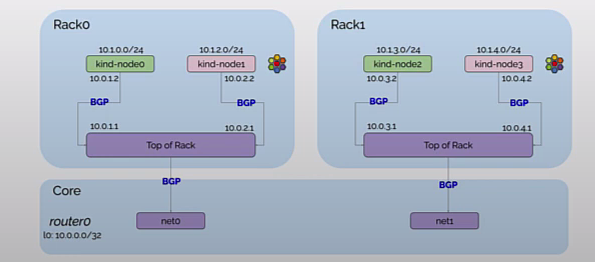 Rack0
Rack1
10.1.0.0/24
10.1.2.0/24
10.1.3.0/24
10.1.4.0/24
kind-node0
kind-node1
kind-node2
kind-node3
10.0.1.2
10.0.2.2
10.0.3.2
10.0.4.2
BGP
BGP
BGP
BGP
10.0.1.1
10.0.2.1
10.0.3.1
10.0.4.1
Top of Rack
Top of Rack
BGP
BGP
Core
router0
net0
net1
l0: 10.0.0.0/32